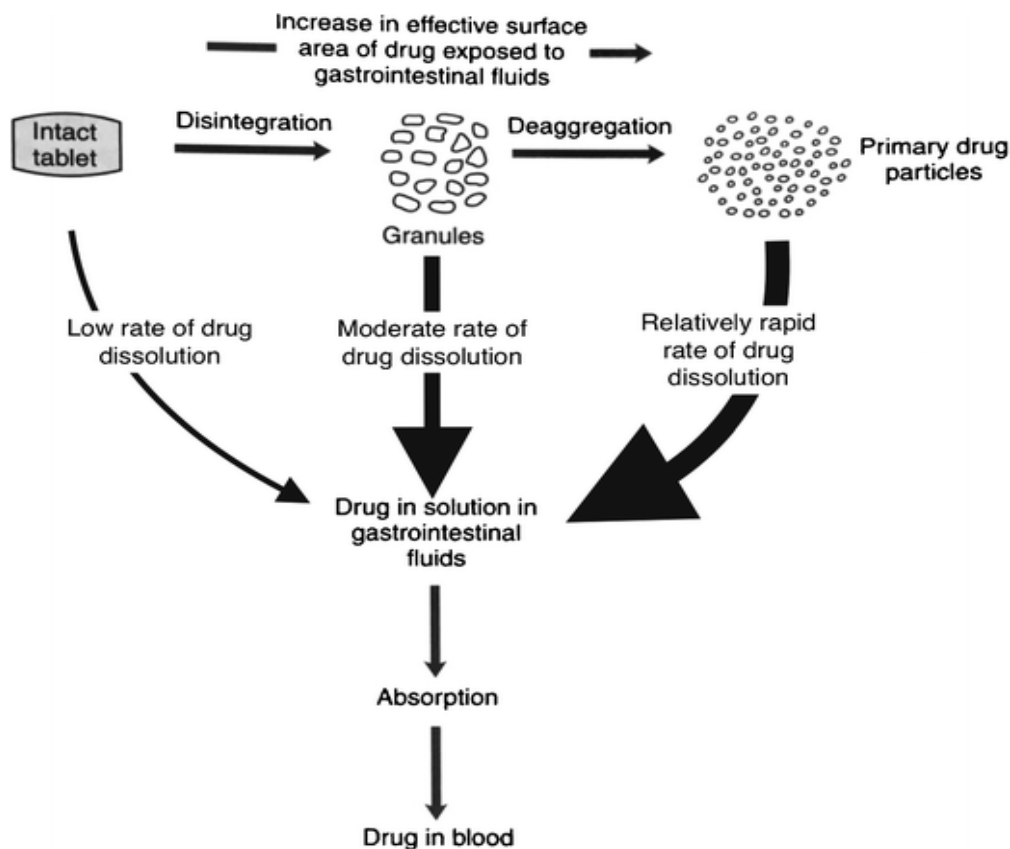 Increase in effective surface
area of drug exposed to
gastrointestinal fluids
Intact
tablet
Disintegration
Deaggregation
Primary drug
particles
Granules
Low rate of drug
dissolution
Moderate rate of
drug dissolution
Relatively rapid
rate of drug
dissolution
Drug in solution in
gastrointestinal
fluids
Absorption
Drug in blood